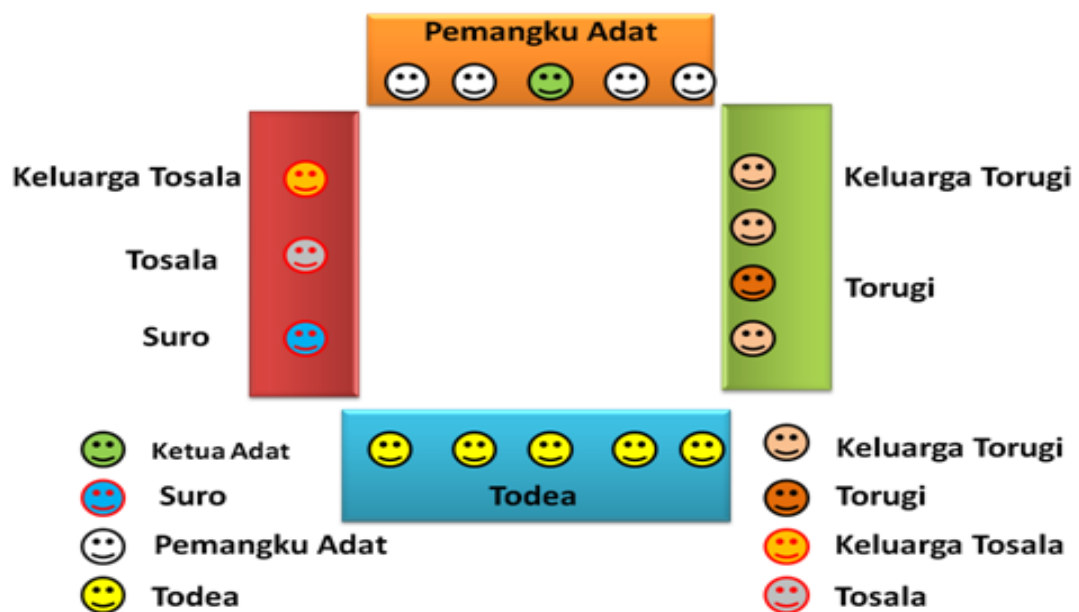 Pemangku Adat
Keluarga Tosala
Keluarga Torugi
Tosala
Torugi
Suro
Todea
Ketua Adat
Suro
Pemangku Adat
Todea
Keluarga Torugi
Torugi
Keluarga Tosala
Tosala